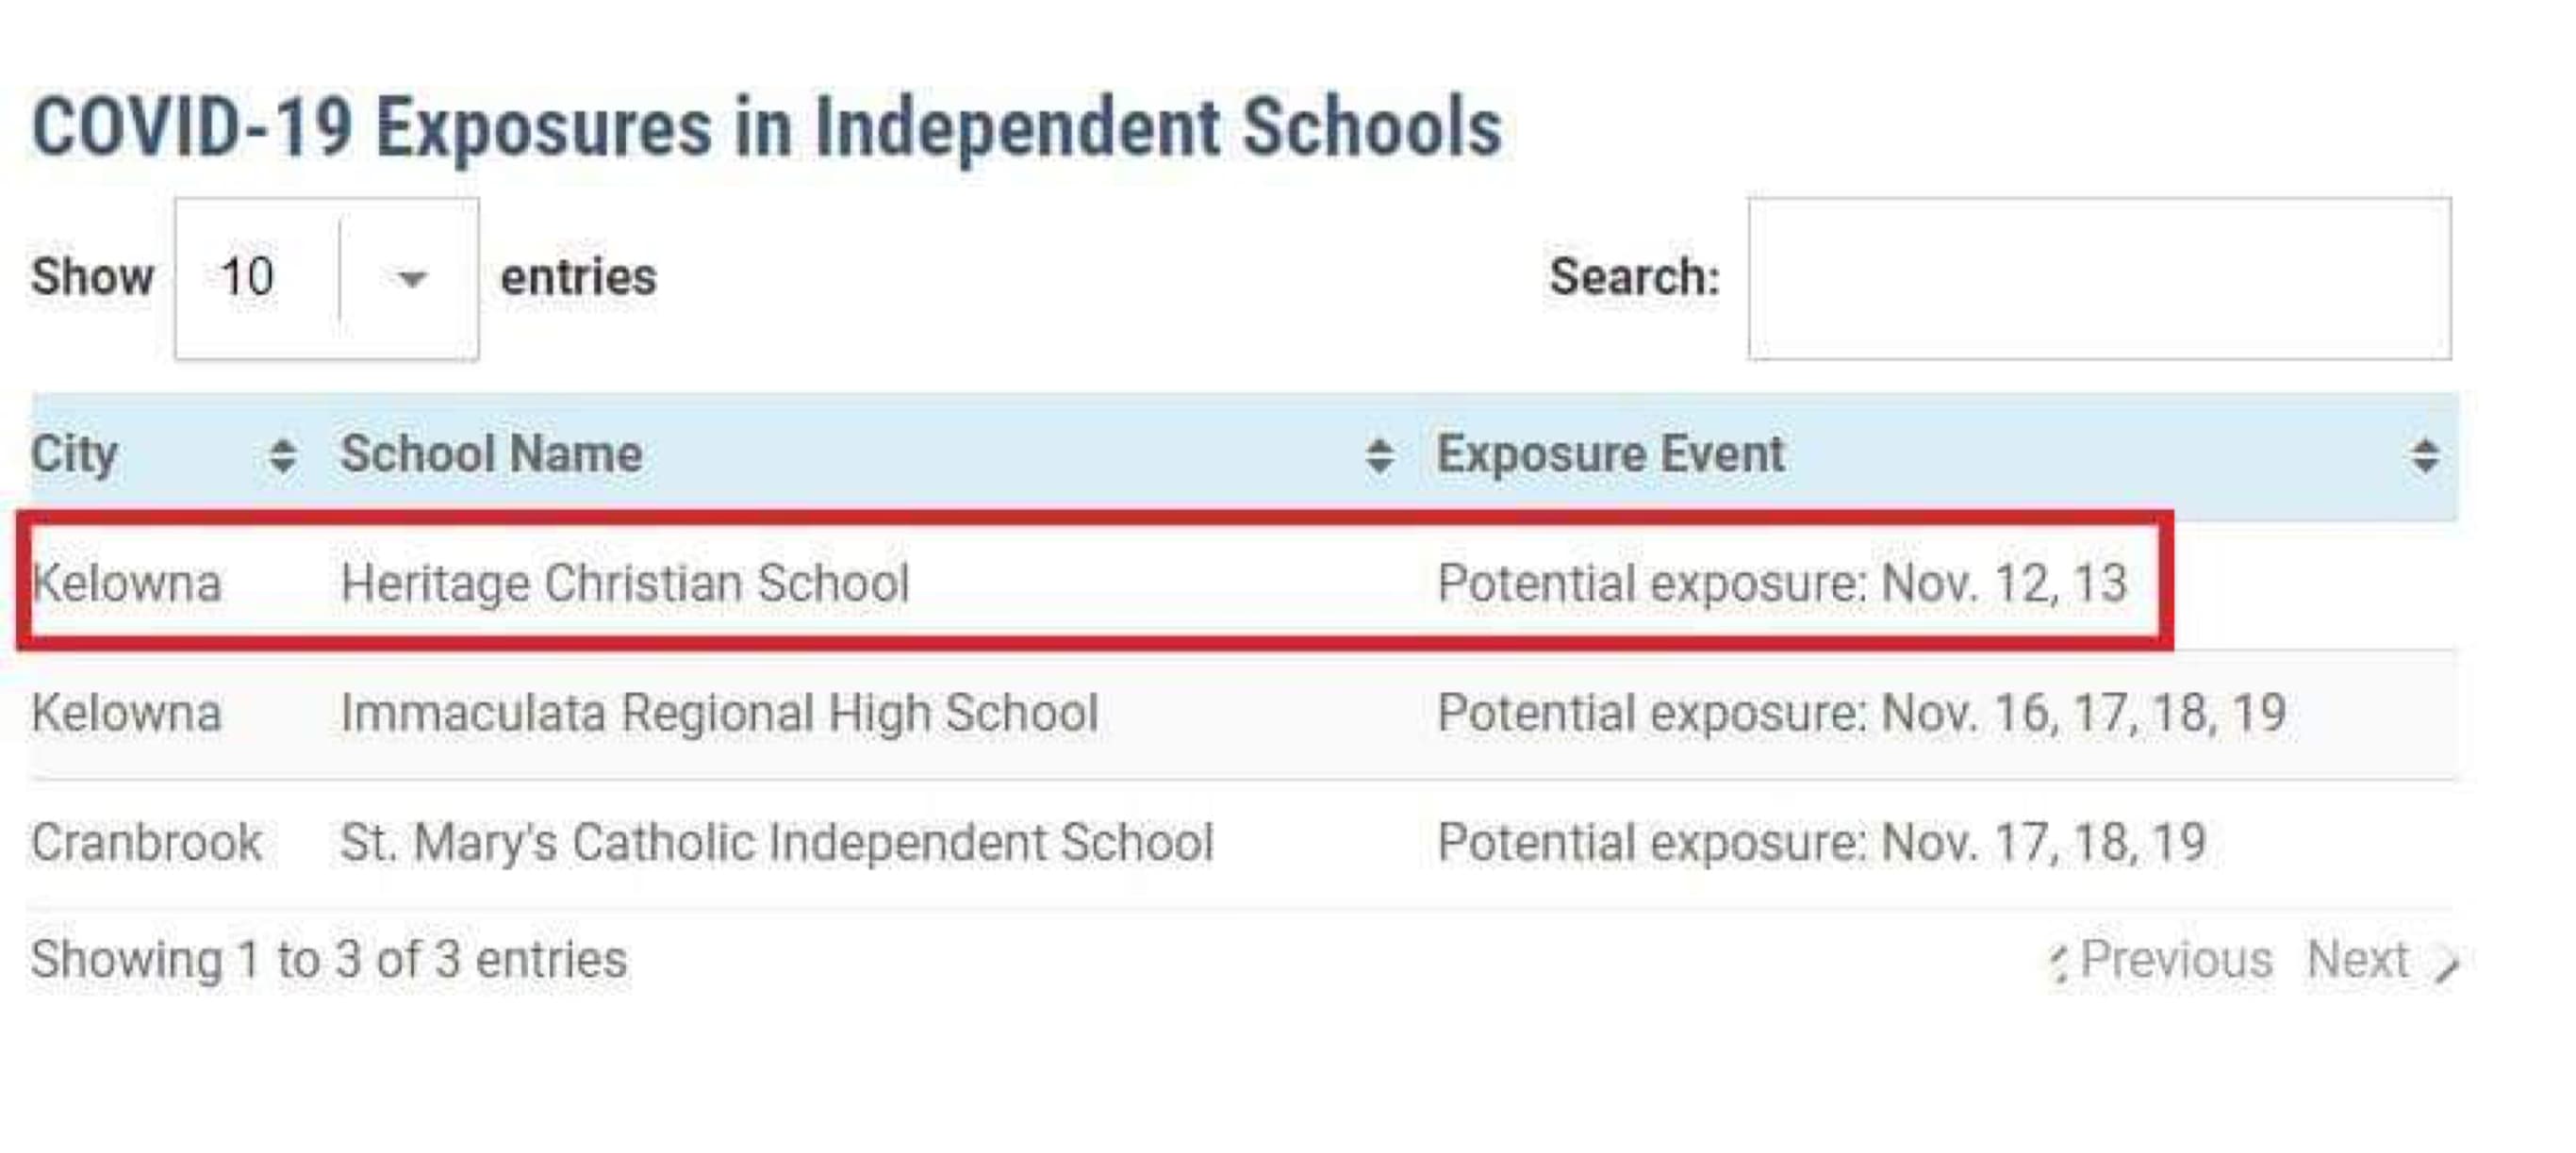 COVID-19 Exposures in Independent Schools
Show 10 entries Search:
City School Name Exposure Event
Kelowna Heritage Christian School Potential exposure: Nov. 12, 13
Kelowna Immaculata Regional High School Potential exposure: Nov. 16, 17, 18, 19
Cranbrook St. Mary's Catholic Independent School Potential exposure: Nov. 17, 18, 19
Showing 1 to 3 of 3 entries Previous Next